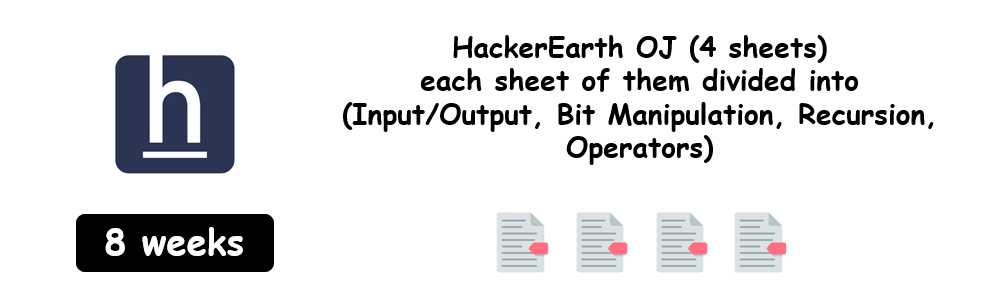 HackerEarth OJ (4 sheets)
each sheet of them divided into
(Input/Output, Bit Manipulation, Recursion,
Operators)
h
8 weeks